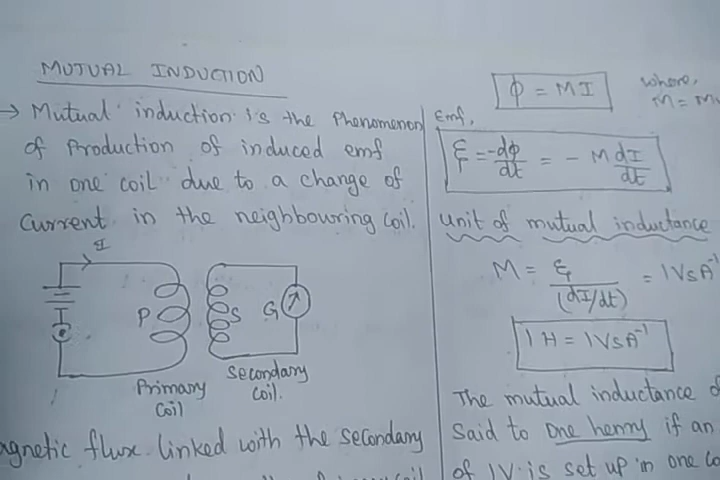 MUTUAL INDUCTION
→ Mutual induction is the Phenomenon
of Production of induced emf
in one coil due to a change of
Current in the neighbouring coil.
I
P
S
G
Primary
Coil
Secondary
Coil.
agnetic flux linked with the secondary
ϕ = MI
where,
M =
Emf,
ξ = -dϕ/dt = - M dI/dt
Unit of mutual inductance
M = ξ/(dI/dt) = 1VsA⁻¹
1 H = 1VsA⁻¹
The mutual inductance
Said to one henry if an
of 1V is set up in one